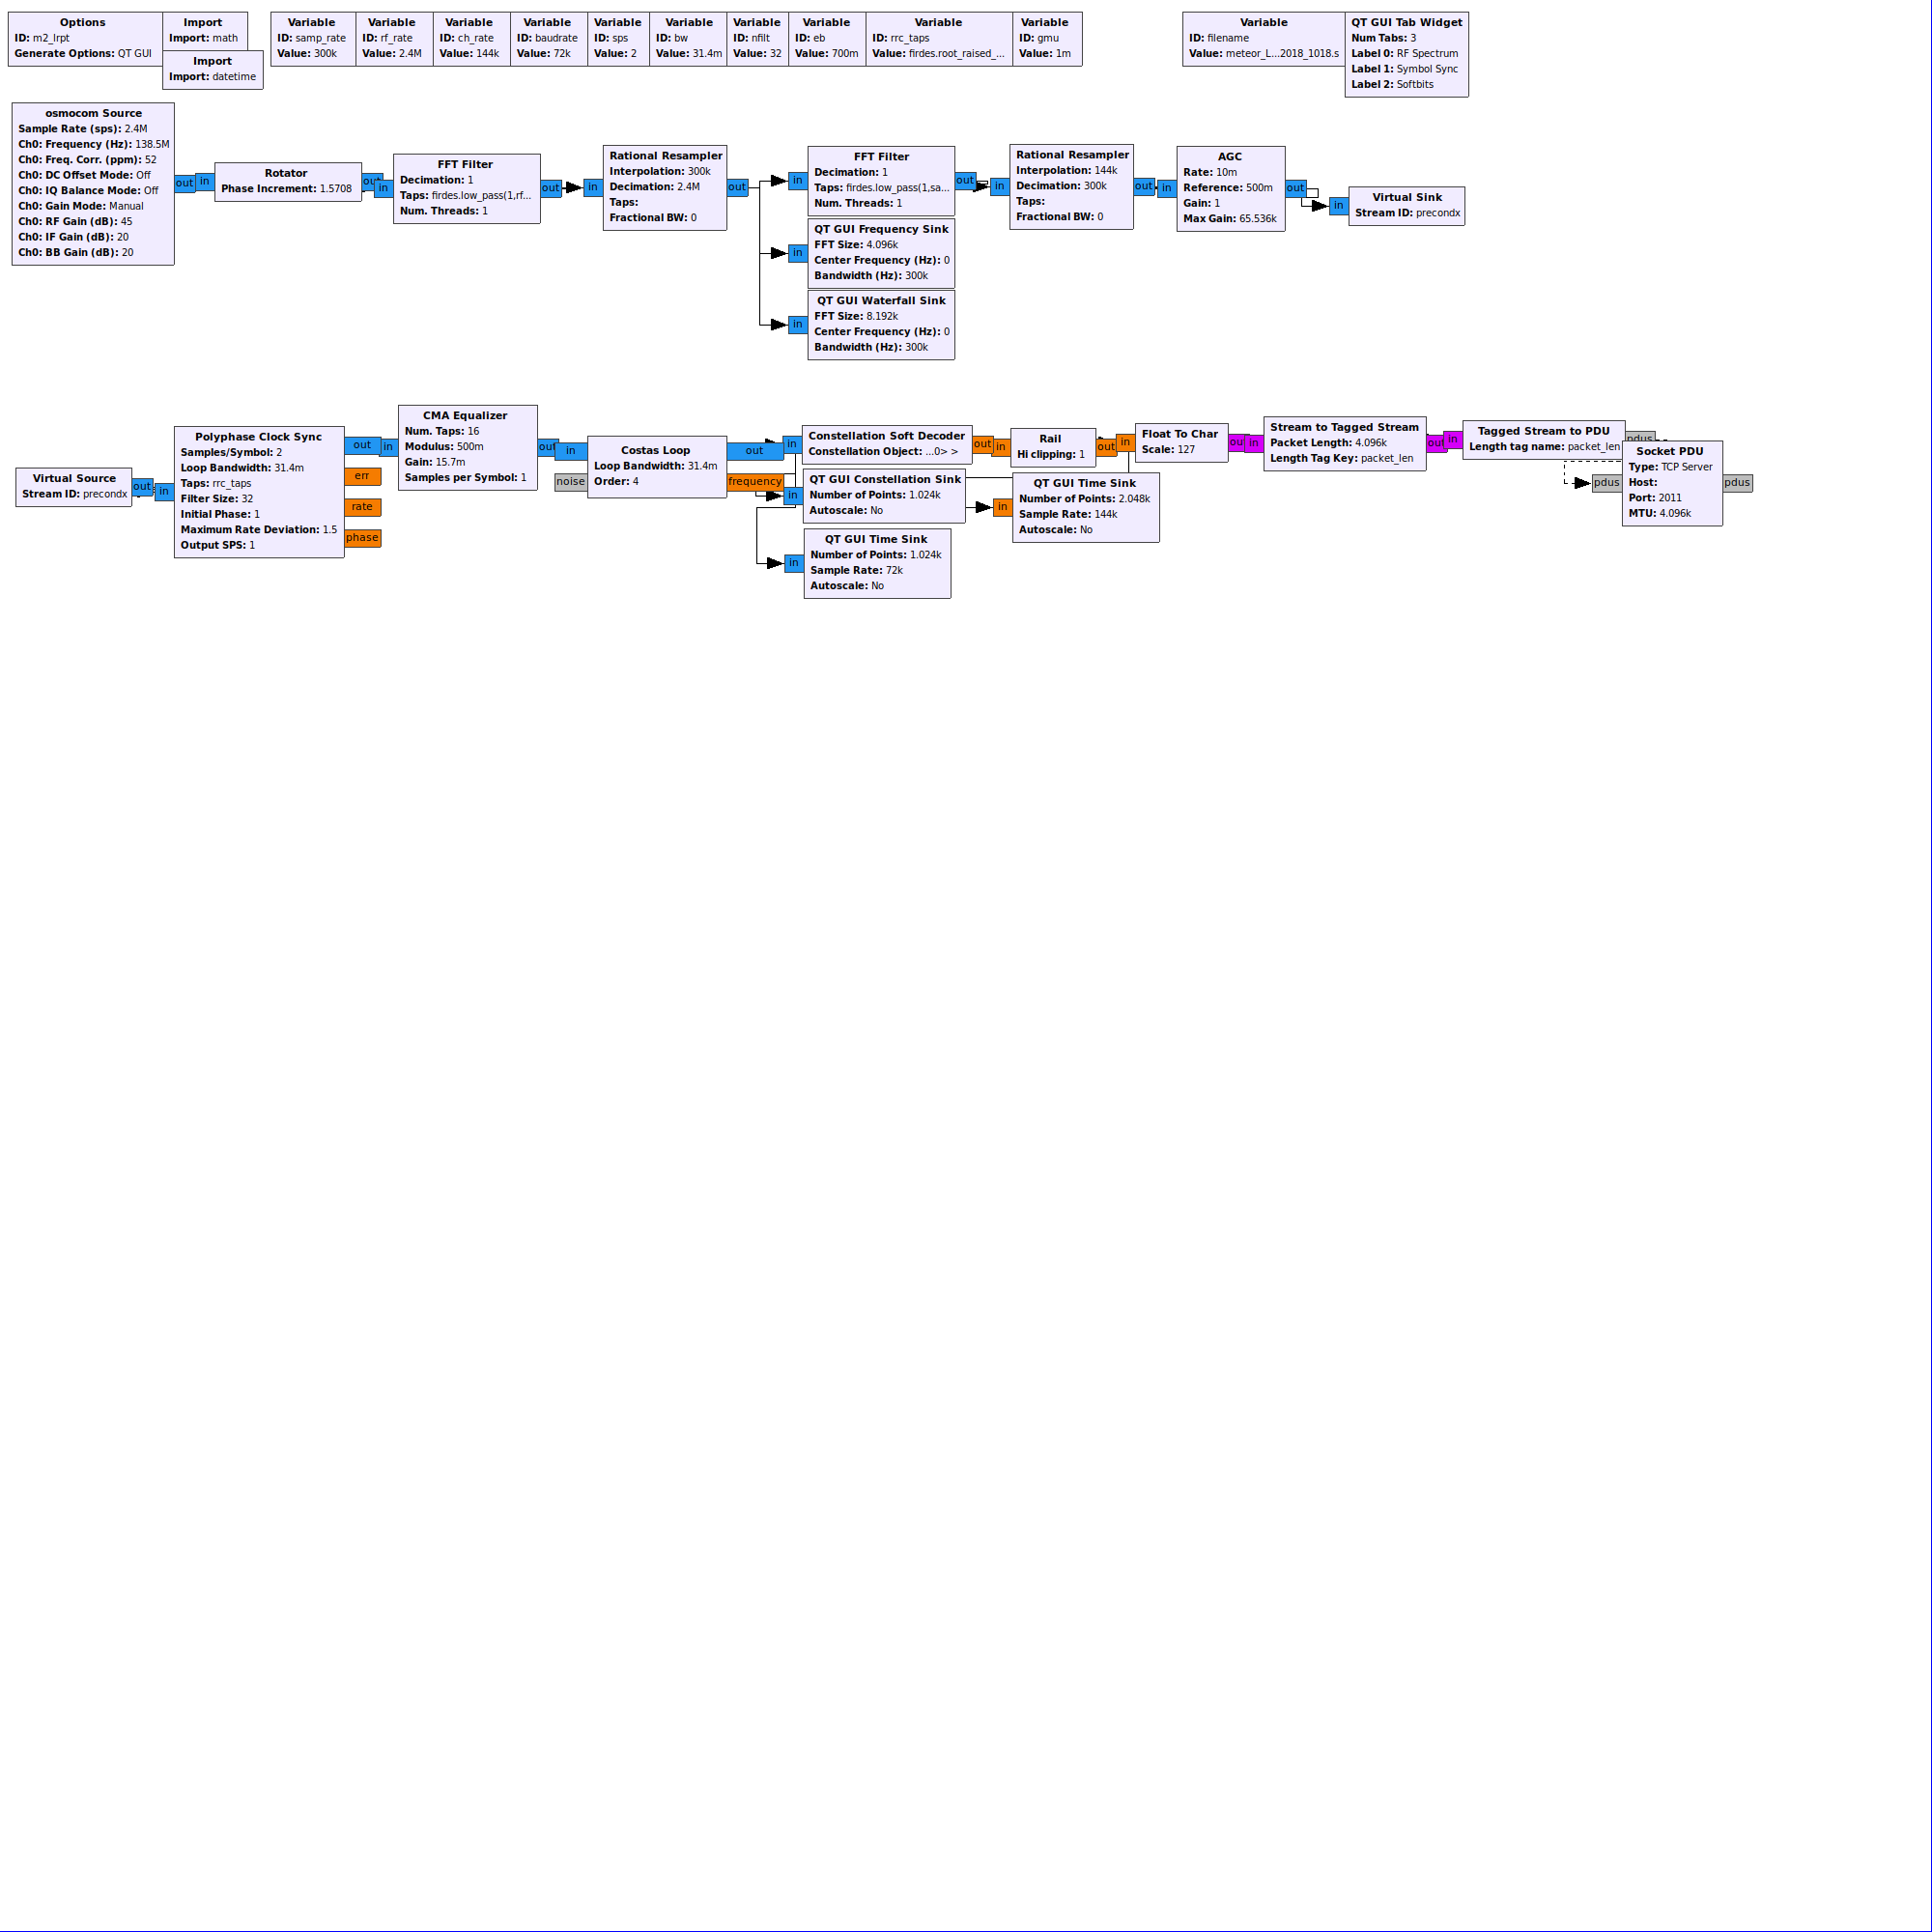 Options
ID: m2_lrpt
Generate Options: QT GUI
Import
Import: math
Import
Import: datetime
Variable
ID: samp_rate
Value: 300k
Variable
ID: rf_rate
Value: 2.4M
Variable
ID: ch_rate
Value: 144k
Variable
ID: baudrate
Value: 72k
Variable
ID: sps
Value: 2
Variable
ID: bw
Value: 31.4m
Variable
ID: nfilt
Value: 32
Variable
ID: eb
Value: 700m
Variable
ID: rrc_taps
Value: firdes.root_raised_...
Variable
ID: gmu
Value: 1m
Variable
ID: filename
Value: meteor_L...2018_1018.s
QT GUI Tab Widget
Num Tabs: 3
Label 0: RF Spectrum
Label 1: Symbol Sync
Label 2: Softbits
osmocom Source
Sample Rate (sps): 2.4M
Ch0: Frequency (Hz): 138.5M
Ch0: Freq. Corr. (ppm): 52
Ch0: DC Offset Mode: Off
Ch0: IQ Balance Mode: Off
Ch0: Gain Mode: Manual
Ch0: RF Gain (dB): 45
Ch0: IF Gain (dB): 20
Ch0: BB Gain (dB): 20
out
in
Rotator
Phase Increment: 1.5708
out
in
FFT Filter
Decimation: 1
Taps: firdes.low_pass(1,rf...
Num. Threads: 1
out
in
Rational Resampler
Interpolation: 300k
Decimation: 2.4M
Taps:
Fractional BW: 0
out
in
FFT Filter
Decimation: 1
Taps: firdes.low_pass(1,sa...
Num. Threads: 1
out
in
QT GUI Frequency Sink
FFT Size: 4.096k
Center Frequency (Hz): 0
Bandwidth (Hz): 300k
in
QT GUI Waterfall Sink
FFT Size: 8.192k
Center Frequency (Hz): 0
Bandwidth (Hz): 300k
in
Rational Resampler
Interpolation: 144k
Decimation: 300k
Taps:
Fractional BW: 0
out
in
AGC
Rate: 10m
Reference: 500m
Gain: 1
Max Gain: 65.536k
out
in
Virtual Sink
Stream ID: precondx
Virtual Source
Stream ID: precondx
out
in
Polyphase Clock Sync
Samples/Symbol: 2
Loop Bandwidth: 31.4m
Taps: rrc_taps
Filter Size: 32
Initial Phase: 1
Maximum Rate Deviation: 1.5
Output SPS: 1
out
err
rate
phase
in
CMA Equalizer
Num. Taps: 16
Modulus: 500m
Gain: 15.7m
Samples per Symbol: 1
out
in
noise
Costas Loop
Loop Bandwidth: 31.4m
Order: 4
out
frequency
in
Constellation Soft Decoder
Constellation Object: ...0> >
out
in
QT GUI Constellation Sink
Number of Points: 1.024k
Autoscale: No
in
QT GUI Time Sink
Number of Points: 1.024k
Sample Rate: 72k
Autoscale: No
in
Rail
Hi clipping: 1
out
in
QT GUI Time Sink
Number of Points: 2.048k
Sample Rate: 144k
Autoscale: No
in
Float To Char
Scale: 127
out
in
Stream to Tagged Stream
Packet Length: 4.096k
Length Tag Key: packet_len
out
in
Tagged Stream to PDU
Length tag name: packet_len
pdus
pdus
Socket PDU
Type: TCP Server
Host:
Port: 2011
MTU: 4.096k
pdus